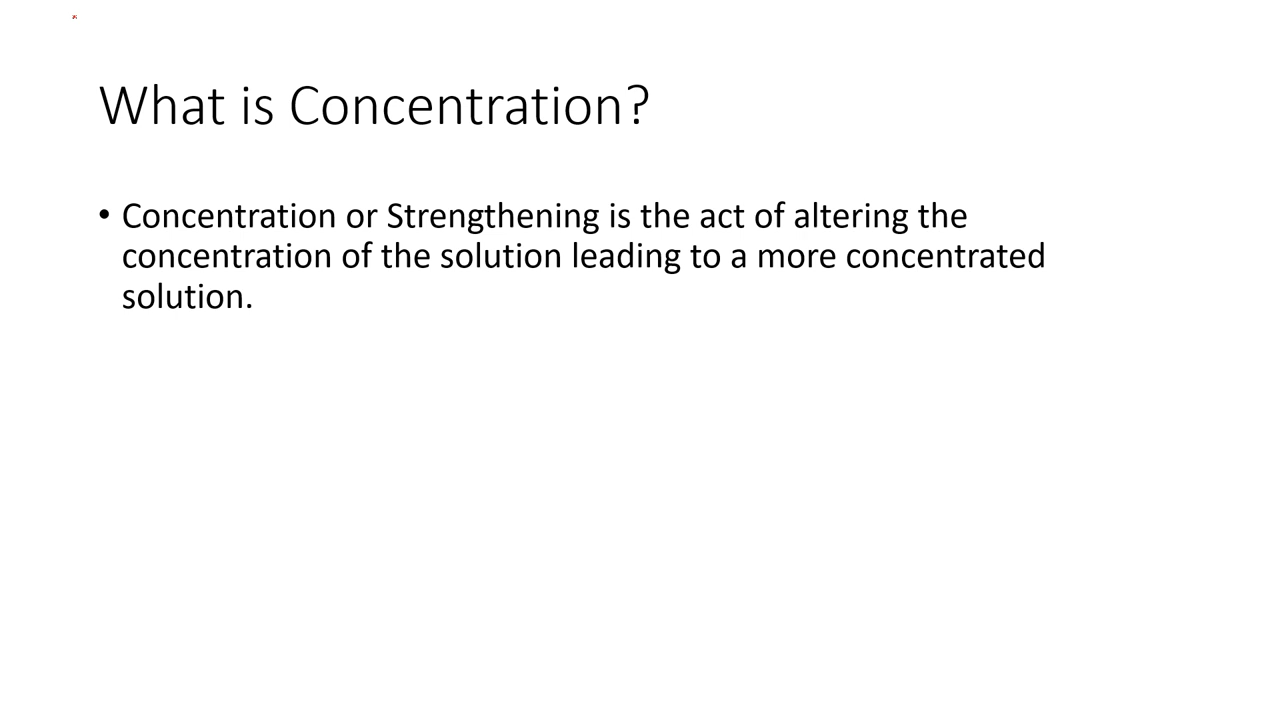 What is Concentration?
• Concentration or Strengthening is the act of altering the
concentration of the solution leading to a more concentrated
solution.